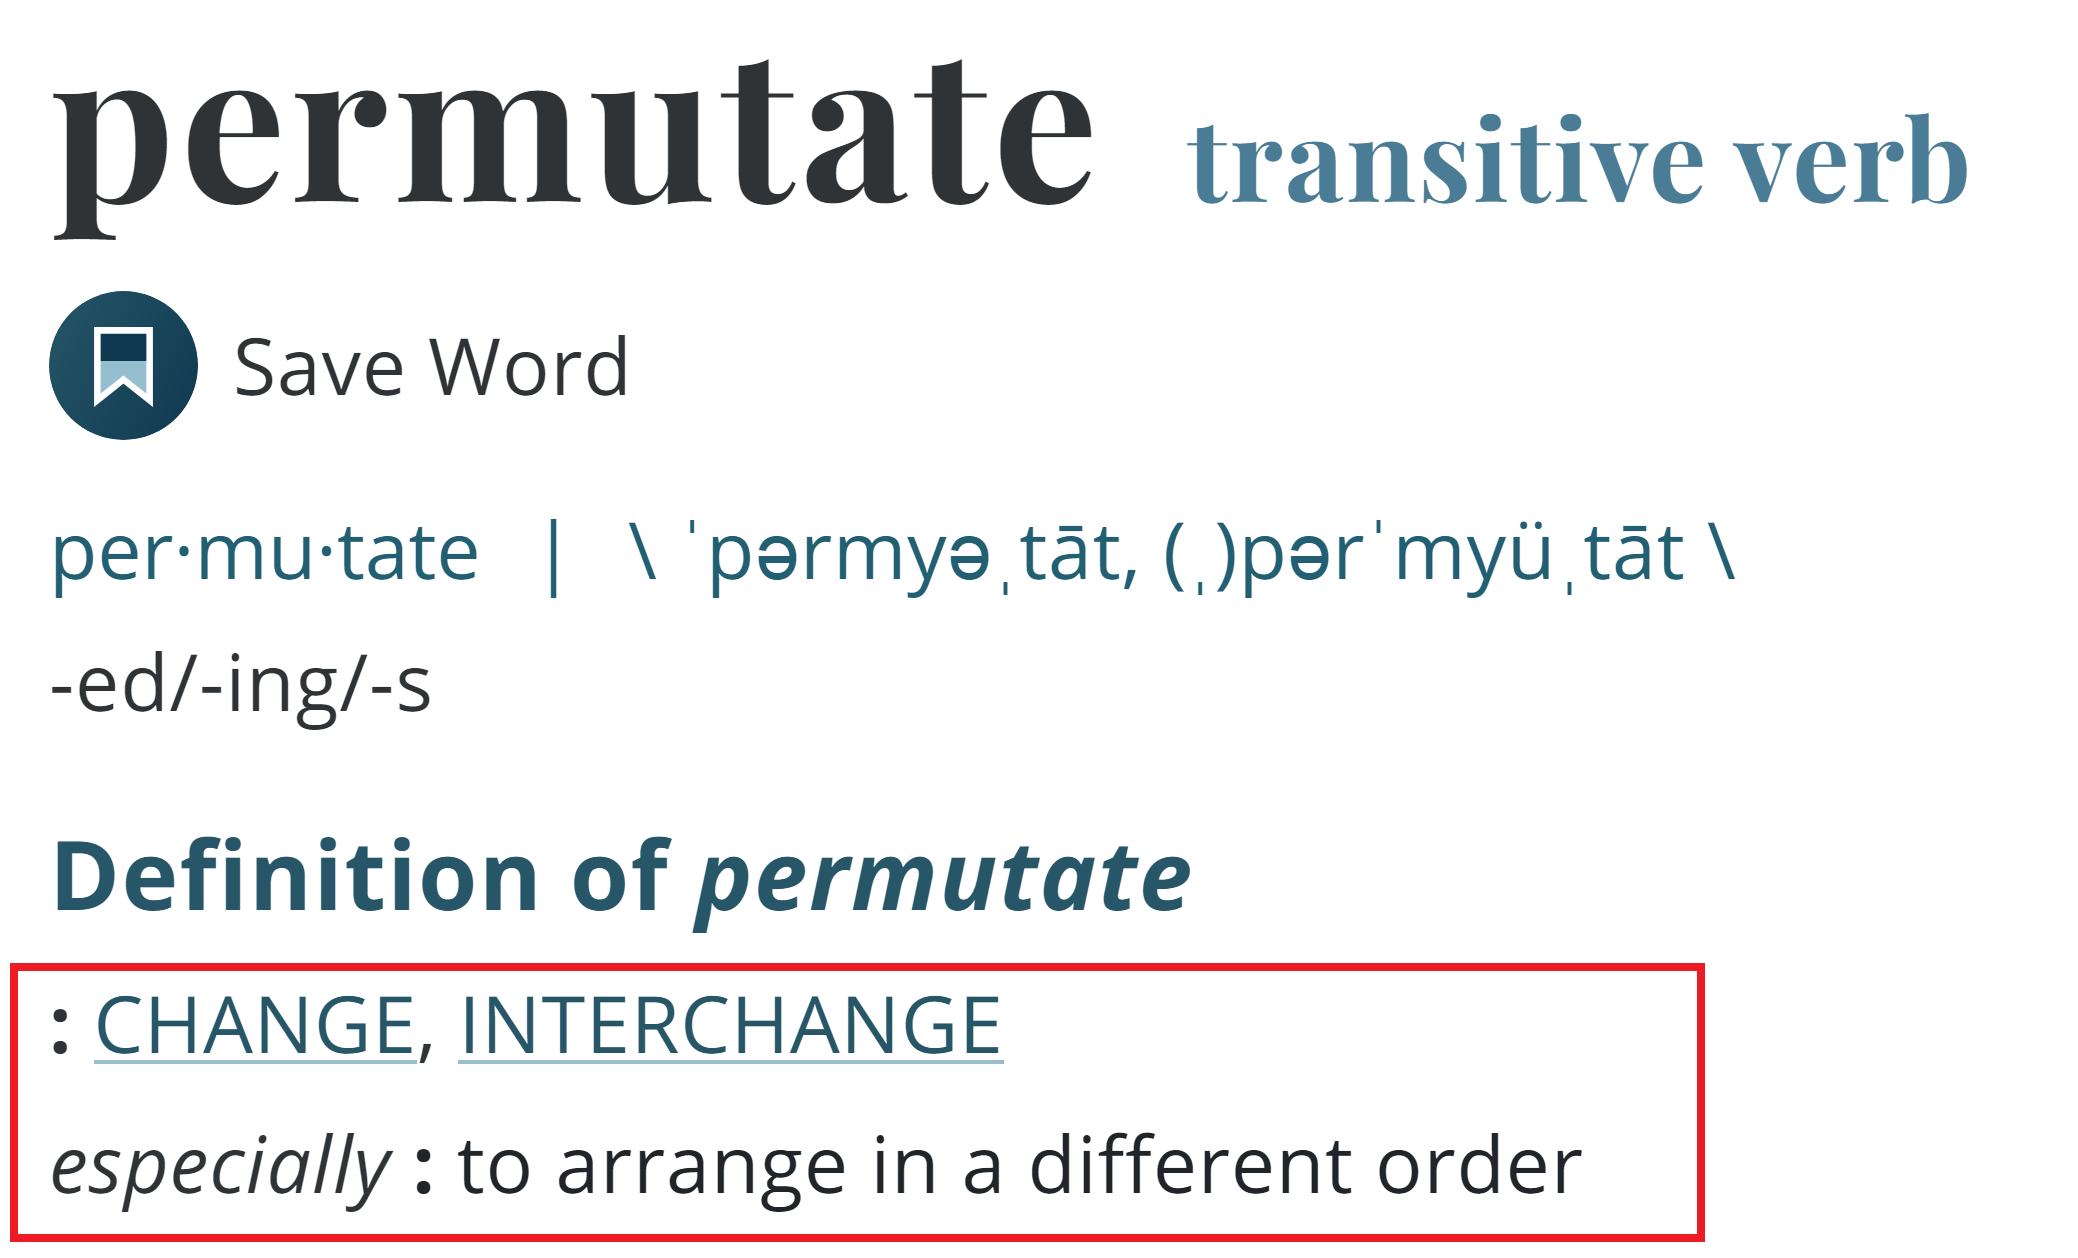 permutate transitive verb
Save Word
per·mu·tate | \ ˈpərmyəˌtāt, (ˌ)pərˈmyüˌtāt \
-ed/-ing/-s
Definition of permutate
: CHANGE, INTERCHANGE
especially : to arrange in a different order